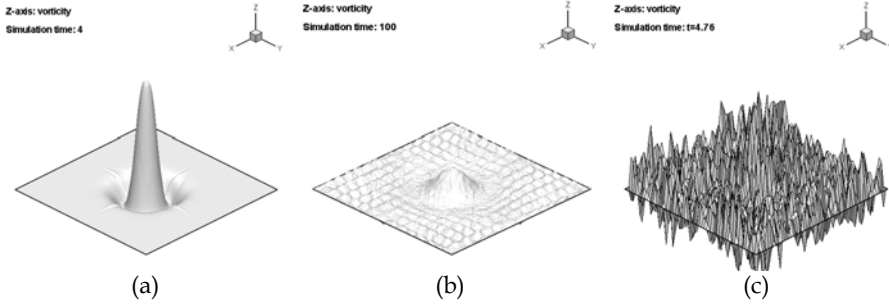 Z-axis: vorticity
Simulation time: 4
Z
X
Y
Z-axis: vorticity
Simulation time: 100
Z
X
Y
Z-axis: vorticity
Simulation time: t=4.76
Z
X
Y
(a)
(b)
(c)